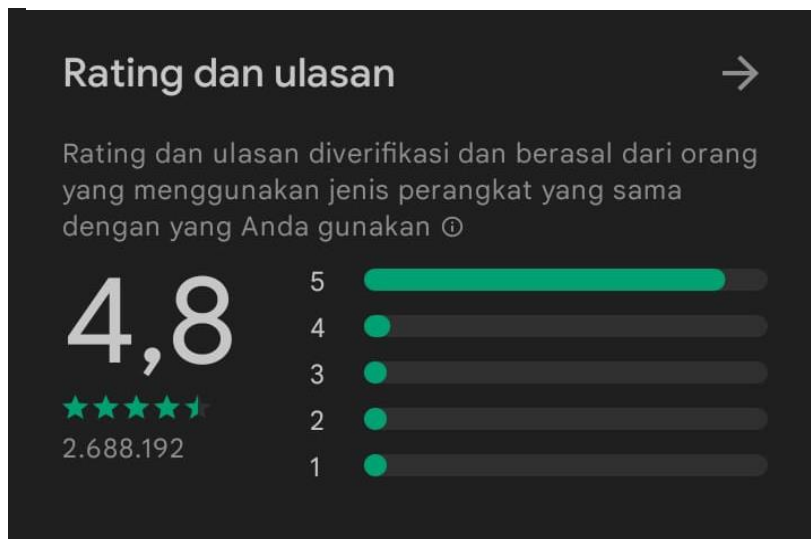 Rating dan ulasan
Rating dan ulasan diverifikasi dan berasal dari orang
yang menggunakan jenis perangkat yang sama
dengan yang Anda gunakan
4,8
2.688.192
5
4
3
2
1